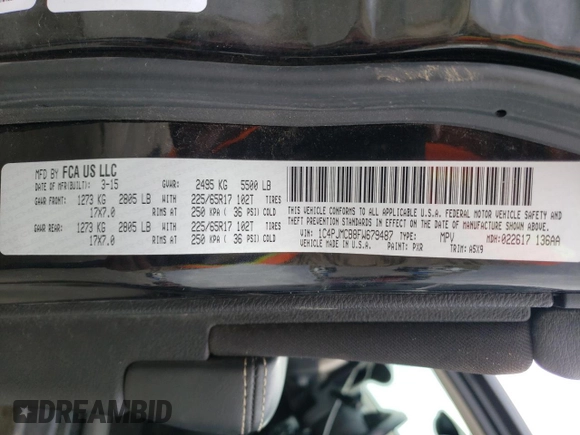 MFD BY FCA US LLC
DATE OF MFR(BUILT): 3-15 GVWR: 2495 KG 5500 LB
GAWR FRONT: 1273 KG 2805 LB WITH 225/65R17 102T TIRES
17X7.0 RIMS AT 250 KPA ( 36 PSI) COLD
GAWR REAR: 1273 KG 2805 LB WITH 225/65R17 102T TIRES
17X7.0 RIMS AT 250 KPA ( 36 PSI) COLD
THIS VEHICLE CONFORMS TO ALL APPLICABLE U.S.A. FEDERAL MOTOR VEHICLE SAFETY AND
THEFT PREVENTION STANDARDS IN EFFECT ON THE DATE OF MANUFACTURE SHOWN ABOVE.
THIS VEHICLE MANUFACTURED IN U.S.A.
VIN: 1C4PJMCB8FW679487 TYPE: MPV MDH: 022617 136AA
PAINT: PXR TRIM: A5X9
DREAMBID